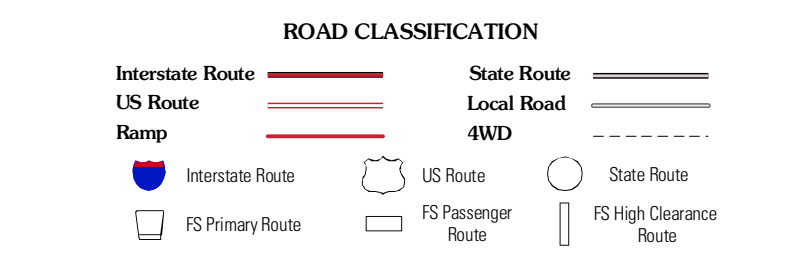 ROAD CLASSIFICATION
Interstate Route
State Route
US Route
Local Road
Ramp
4WD
Interstate Route
US Route
State Route
FS Primary Route
FS Passenger
Route
FS High Clearance
Route